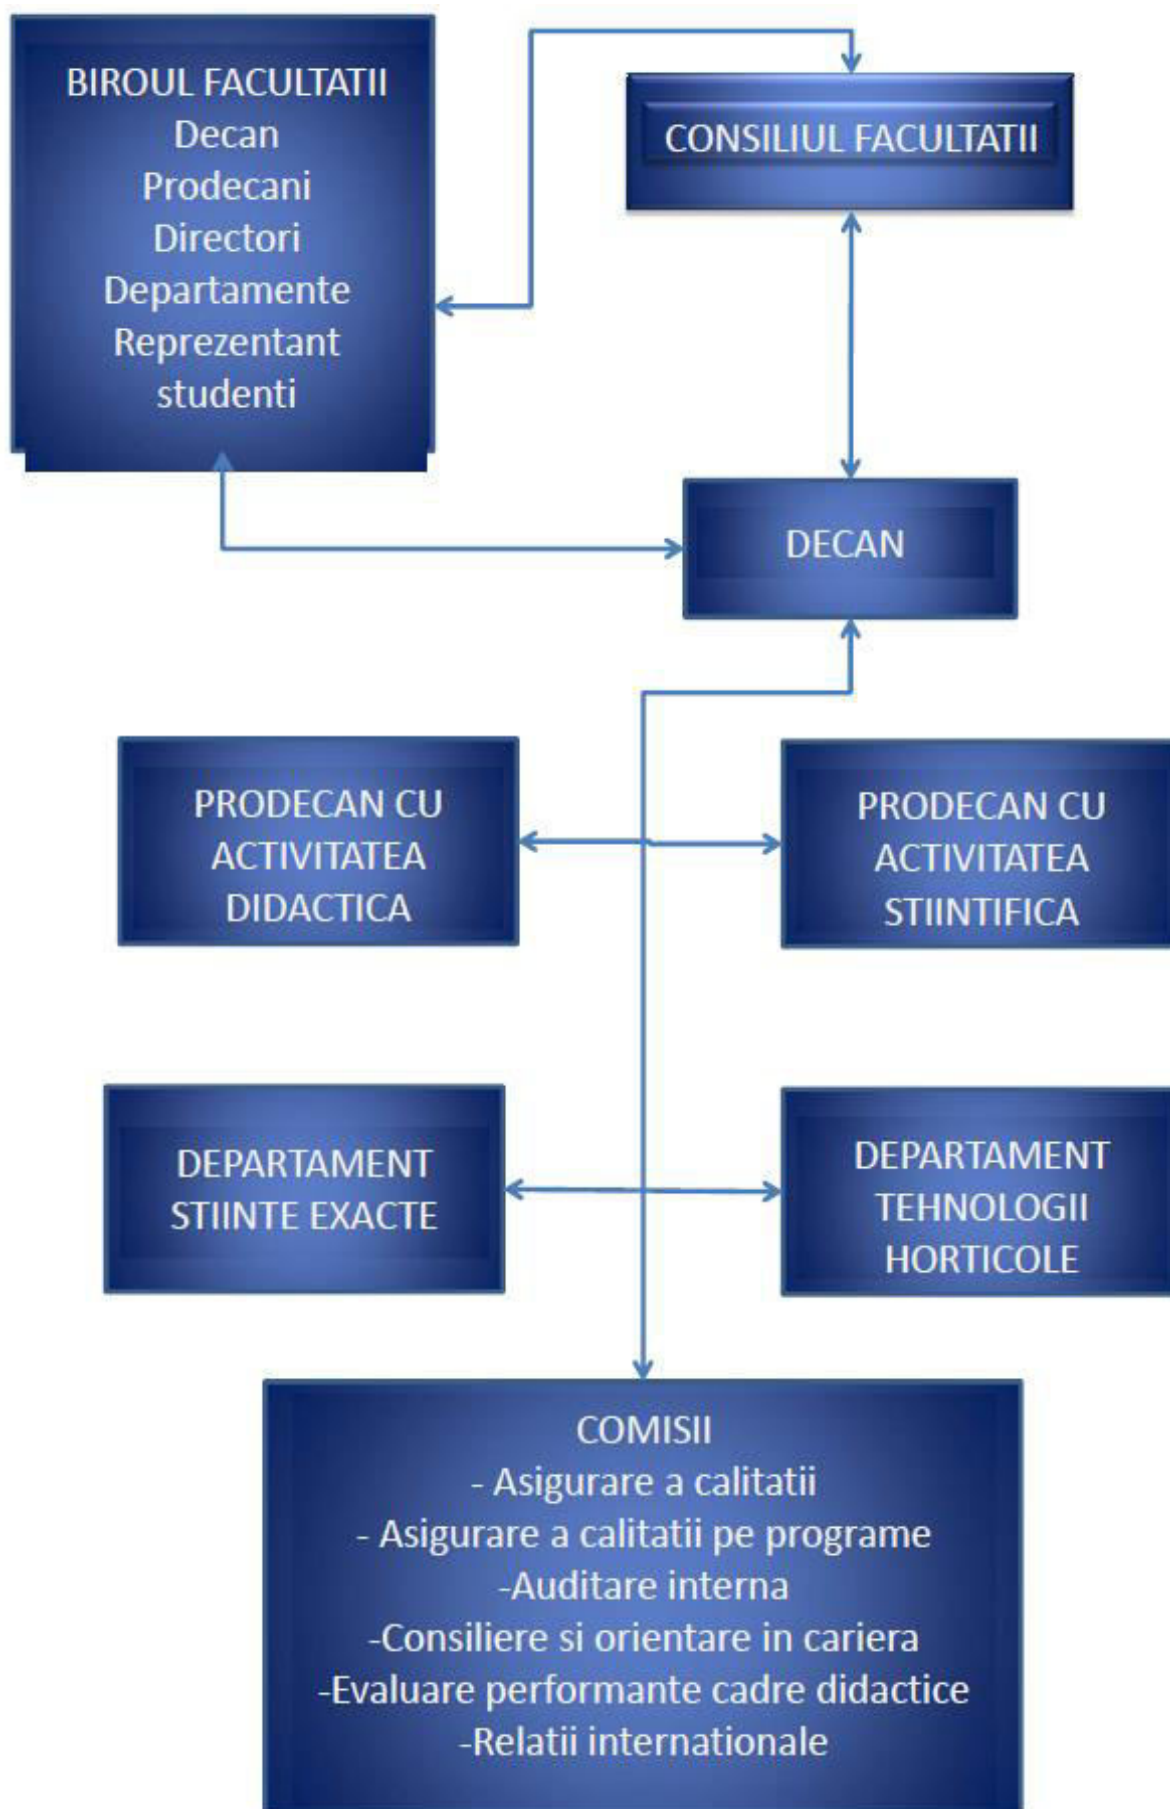 BIROUL FACULTATII
Decan
Prodecani
Directori
Departamente
Reprezentant
studenti
CONSILIUL FACULTATII
DECAN
PRODECAN CU
ACTIVITATEA
DIDACTICA
PRODECAN CU
ACTIVITATEA
STIINTIFICA
DEPARTAMENT
STIINTE EXACTE
DEPARTAMENT
TEHNOLOGII
HORTICOLE
COMISII
- Asigurare a calitatii
- Asigurare a calitatii pe programe
-Auditare interna
-Consiliere si orientare in cariera
-Evaluare performante cadre didactice
-Relatii internationale